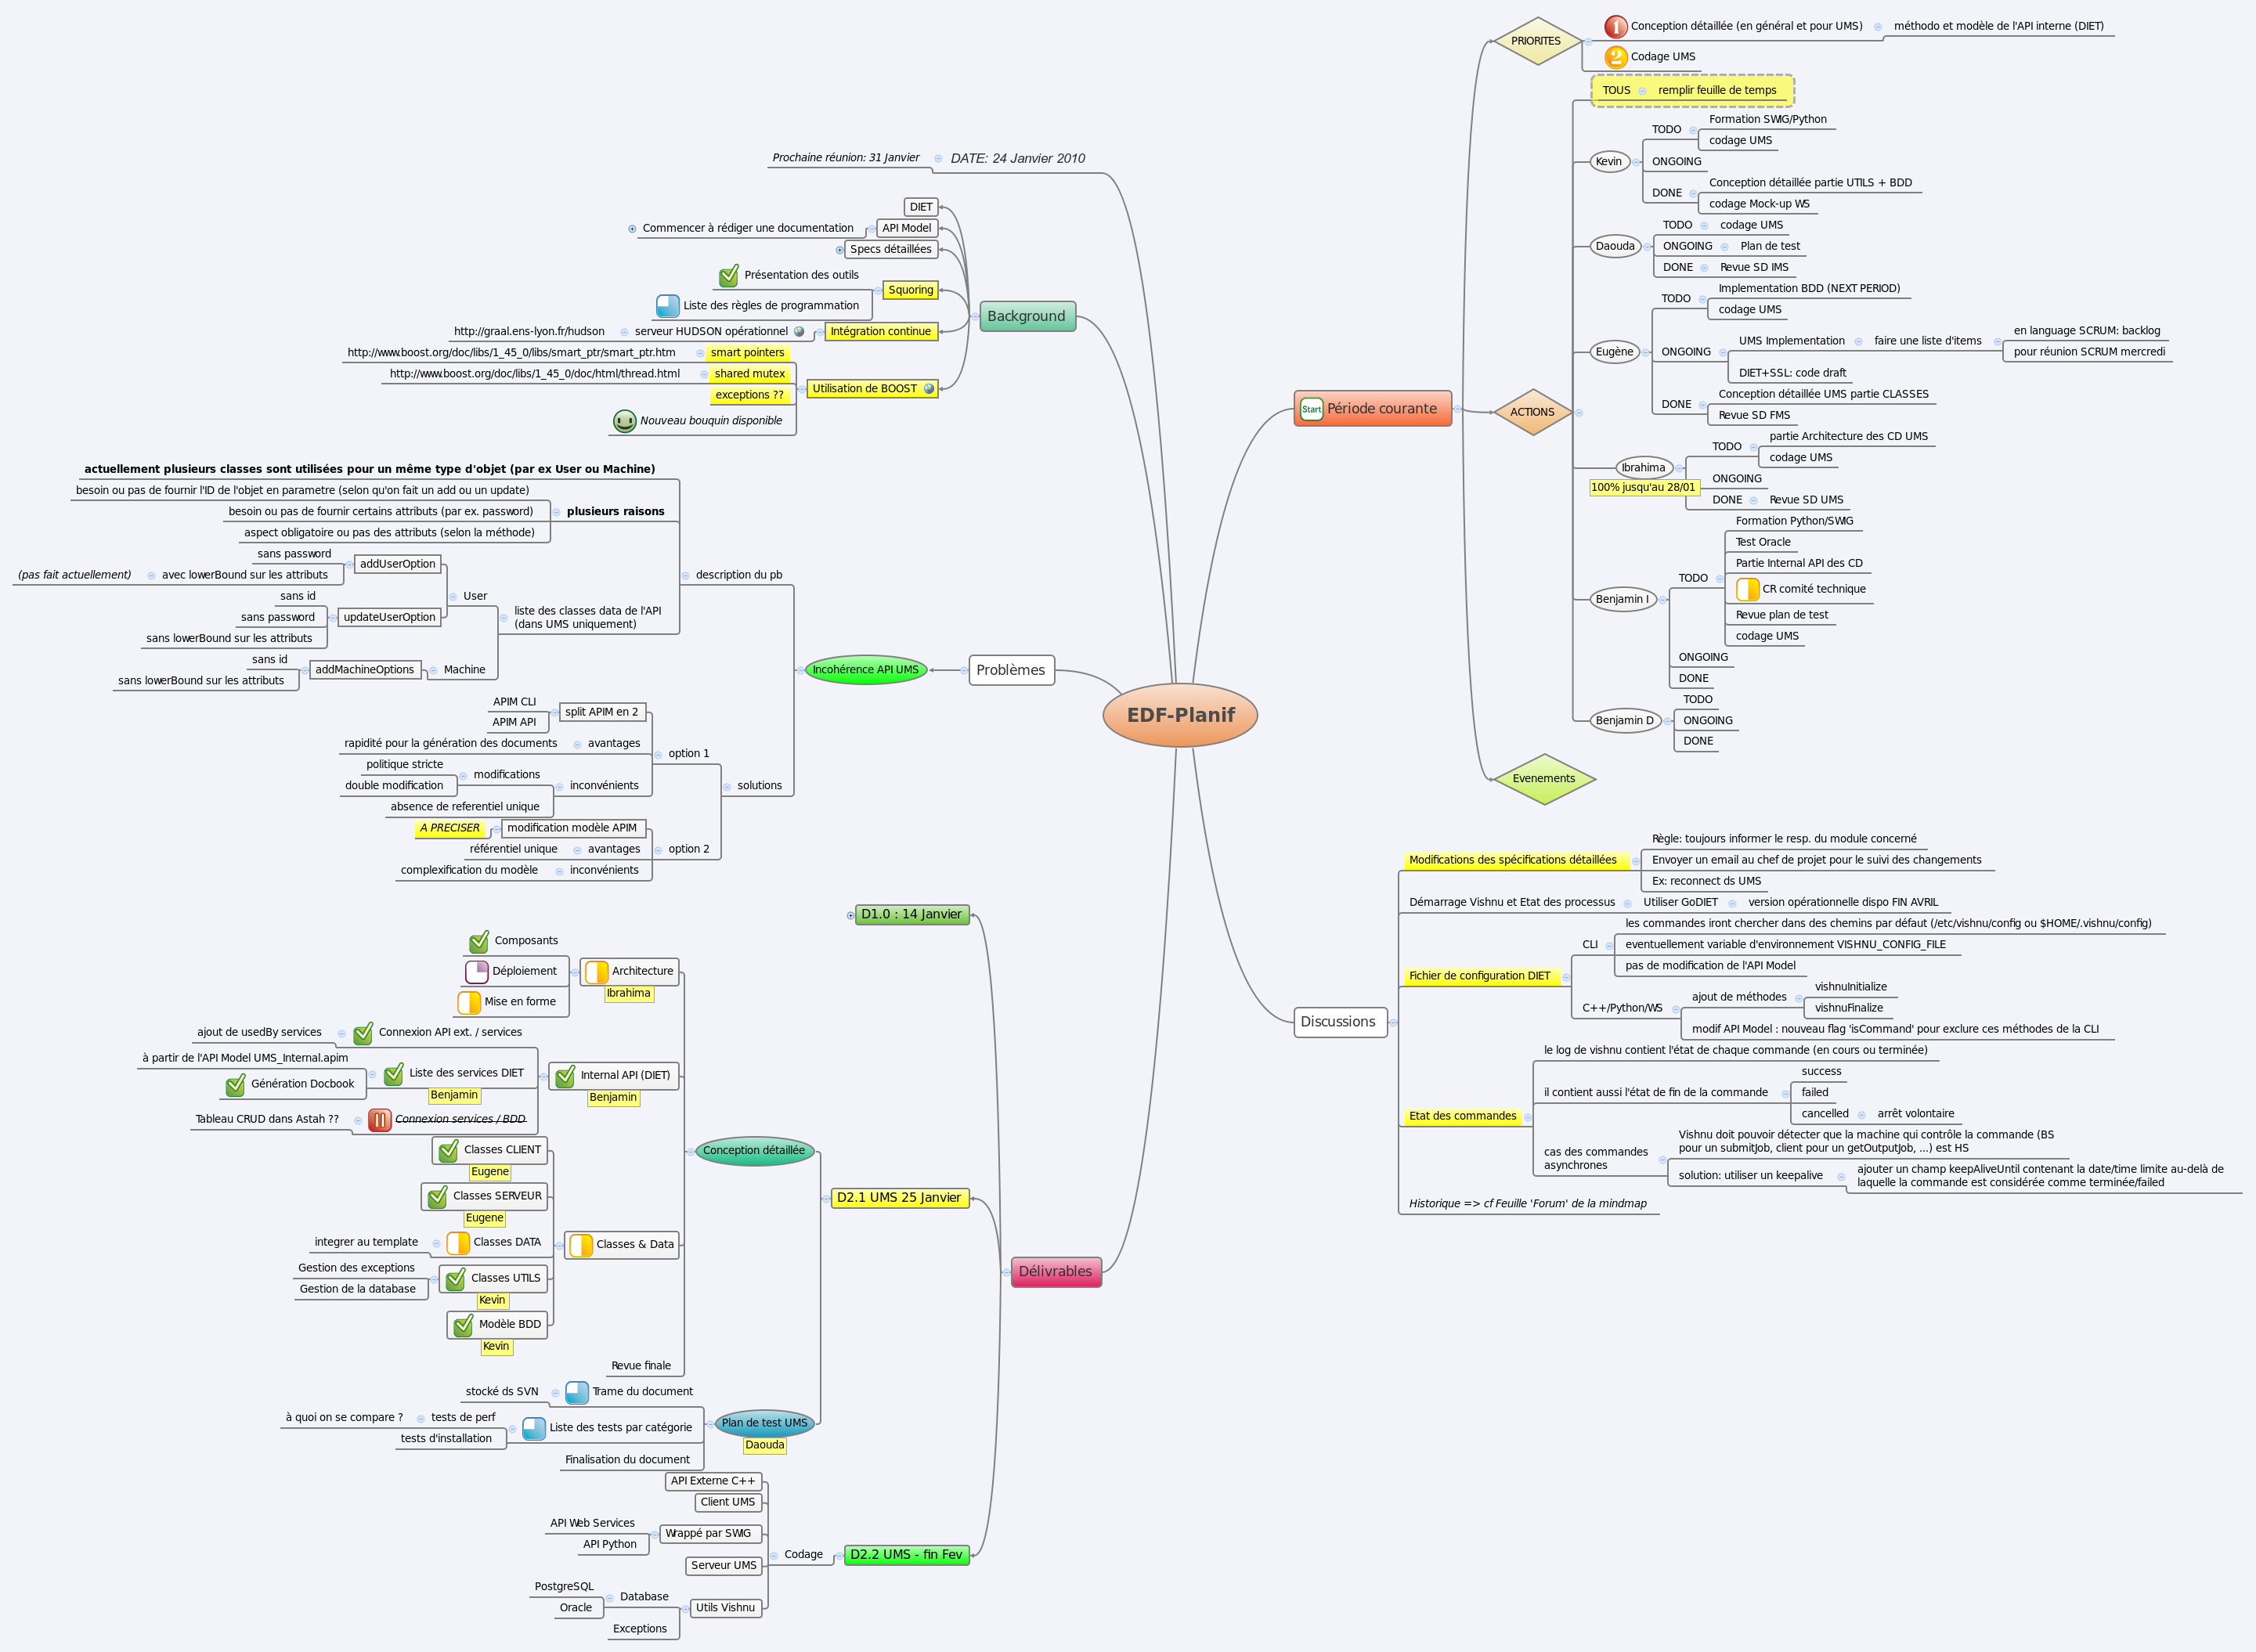 EDF-Planif
DATE: 24 Janvier 2010
Prochaine réunion: 31 Janvier
Background
DIET
API Model
Commencer à rédiger une documentation
Specs détaillées
Squoring
Présentation des outils
Liste des règles de programmation
Intégration continue
serveur HUDSON opérationnel
http://graal.ens-lyon.fr/hudson
Utilisation de BOOST
smart pointers
http://www.boost.org/doc/libs/1_45_0/libs/smart_ptr/smart_ptr.htm
shared mutex
http://www.boost.org/doc/libs/1_45_0/doc/html/thread.html
exceptions ??
Nouveau bouquin disponible
Problèmes
Incohérence API UMS
description du pb
actuellement plusieurs classes sont utilisées pour un même type d'objet (par ex User ou Machine)
plusieurs raisons
besoin ou pas de fournir l'ID de l'objet en parametre (selon qu'on fait un add ou un update)
besoin ou pas de fournir certains attributs (par ex. password)
aspect obligatoire ou pas des attributs (selon la méthode)
liste des classes data de l'API
(dans UMS uniquement)
User
addUserOption
sans password
avec lowerBound sur les attributs
(pas fait actuellement)
updateUserOption
sans id
sans password
sans lowerBound sur les attributs
Machine
addMachineOptions
sans id
sans lowerBound sur les attributs
solutions
option 1
split APIM en 2
APIM CLI
APIM API
avantages
rapidité pour la génération des documents
inconvénients
modifications
politique stricte
double modification
absence de referentiel unique
option 2
modification modèle APIM
A PRECISER
avantages
référentiel unique
inconvénients
complexification du modèle
Délivrables
D1.0 : 14 Janvier
D2.1 UMS 25 Janvier
Conception détaillée
Architecture
Ibrahima
Composants
Déploiement
Mise en forme
Internal API (DIET)
Benjamin
Connexion API ext. / services
ajout de usedBy services
Liste des services DIET
Benjamin
à partir de l'API Model UMS_Internal.apim
Génération Docbook
Connexion services / BDD
Tableau CRUD dans Astah ??
Classes & Data
Classes CLIENT
Eugene
Classes SERVEUR
Eugene
Classes DATA
integrer au template
Classes UTILS
Kevin
Gestion des exceptions
Gestion de la database
Modèle BDD
Kevin
Revue finale
Plan de test UMS
Daouda
Trame du document
stocké ds SVN
Liste des tests par catégorie
tests de perf
à quoi on se compare ?
tests d'installation
Finalisation du document
D2.2 UMS - fin Fev
Codage
API Externe C++
Client UMS
Wrappé par SWIG
API Web Services
API Python
Serveur UMS
Utils Vishnu
Database
PostgreSQL
Oracle
Exceptions
Start
Période courante
PRIORITES
1
Conception détaillée (en général et pour UMS)
méthodo et modèle de l'API interne (DIET)
2
Codage UMS
ACTIONS
TOUS
remplir feuille de temps
Kevin
TODO
Formation SWIG/Python
codage UMS
ONGOING
DONE
Conception détaillée partie UTILS + BDD
codage Mock-up WS
Daouda
TODO
codage UMS
ONGOING
Plan de test
DONE
Revue SD IMS
Eugène
TODO
Implementation BDD (NEXT PERIOD)
codage UMS
ONGOING
UMS Implementation
faire une liste d'items
en language SCRUM: backlog
pour réunion SCRUM mercredi
DIET+SSL: code draft
DONE
Conception détaillée UMS partie CLASSES
Revue SD FMS
Ibrahima
100% jusqu'au 28/01
TODO
partie Architecture des CD UMS
codage UMS
ONGOING
DONE
Revue SD UMS
Benjamin I
TODO
Formation Python/SWIG
Test Oracle
Partie Internal API des CD
CR comité technique
Revue plan de test
codage UMS
ONGOING
DONE
Benjamin D
TODO
ONGOING
DONE
Evenements
Discussions
Modifications des spécifications détaillées
Règle: toujours informer le resp. du module concerné
Envoyer un email au chef de projet pour le suivi des changements
Ex: reconnect ds UMS
Démarrage Vishnu et Etat des processus
Utiliser GoDIET
version opérationnelle dispo FIN AVRIL
Fichier de configuration DIET
CLI
les commandes iront chercher dans des chemins par défaut (/etc/vishnu/config ou $HOME/.vishnu/config)
eventuellement variable d'environnement VISHNU_CONFIG_FILE
pas de modification de l'API Model
C++/Python/WS
ajout de méthodes
vishnuInitialize
vishnuFinalize
modif API Model : nouveau flag 'isCommand' pour exclure ces méthodes de la CLI
Etat des commandes
le log de vishnu contient l'état de chaque commande (en cours ou terminée)
il contient aussi l'état de fin de la commande
success
failed
cancelled
arrêt volontaire
cas des commandes
asynchrones
Vishnu doit pouvoir détecter que la machine qui contrôle la commande (BS
pour un submitJob, client pour un getOutputJob, ...) est HS
solution: utiliser un keepalive
ajouter un champ keepAliveUntil contenant la date/time limite au-delà de
laquelle la commande est considérée comme terminée/failed
Historique => cf Feuille 'Forum' de la mindmap